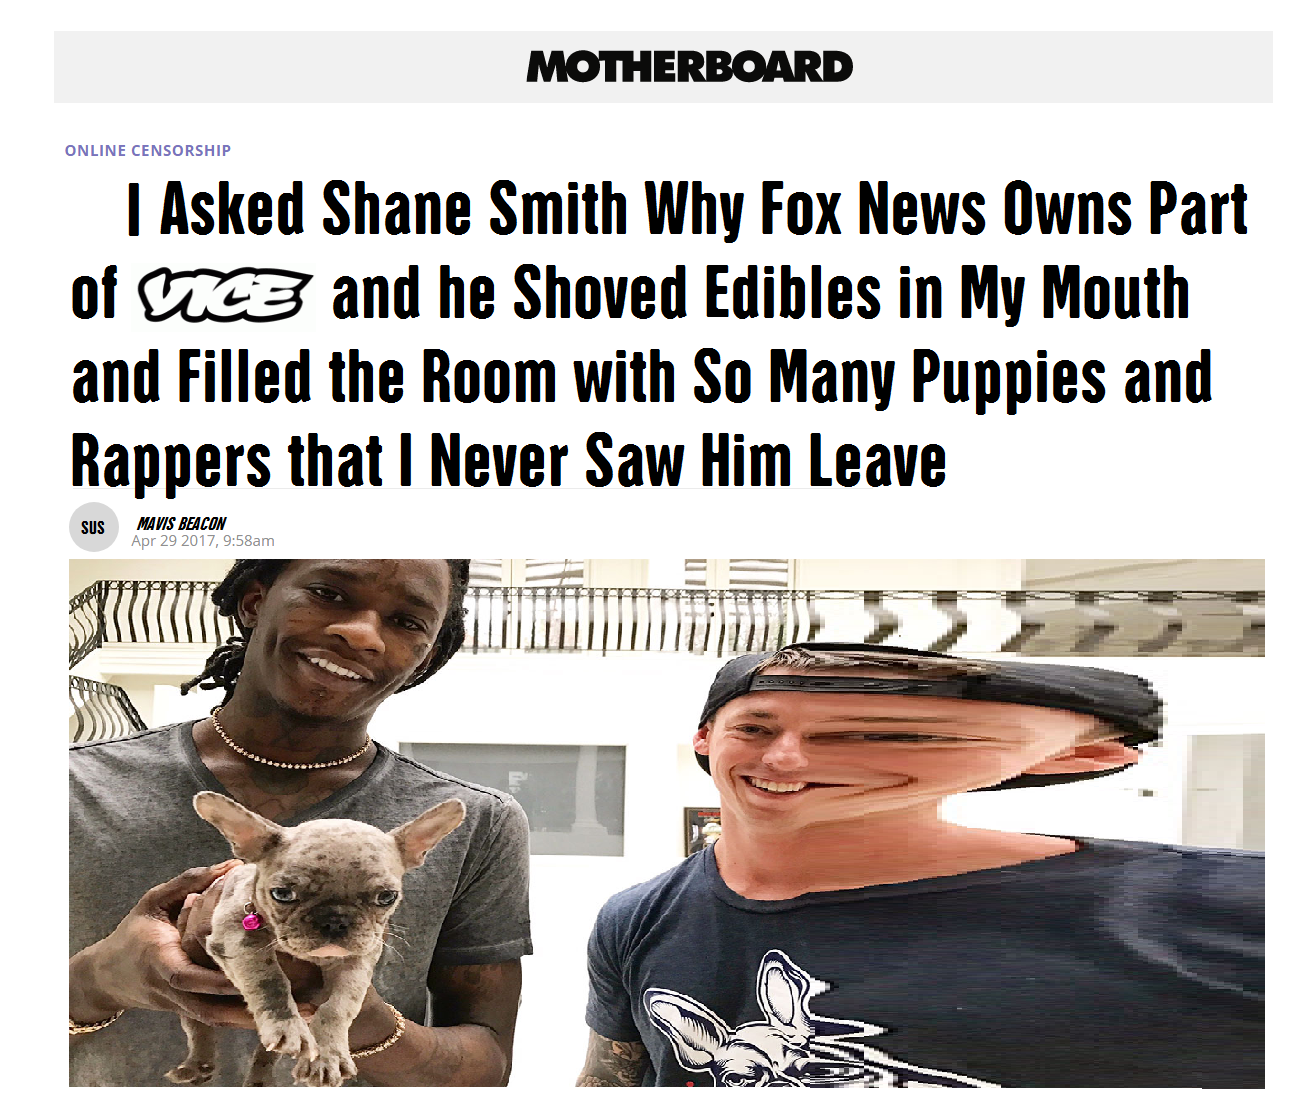 MOTHERBOARD
ONLINE CENSORSHIP
I Asked Shane Smith Why Fox News Owns Part
of VICE and he Shoved Edibles in My Mouth
and Filled the Room with So Many Puppies and
Rappers that I Never Saw Him Leave
SUS
MAVIS BEACON
Apr 29 2017, 9:58am